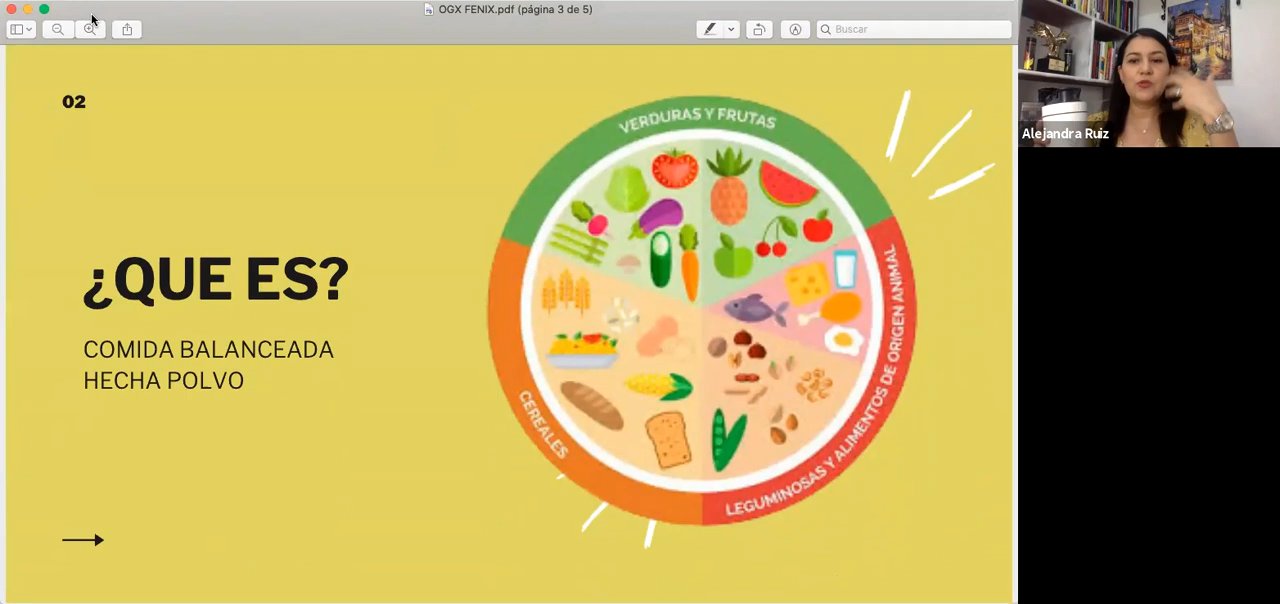 OGX FENIX.pdf (página 3 de 5)
Buscar
02
¿QUE ES?
COMIDA BALANCEADA
HECHA POLVO
VERDURAS Y FRUTAS
CEREALES
LEGUMINOSAS Y ALIMENTOS DE ORIGEN ANIMAL
Alejandra Ruiz